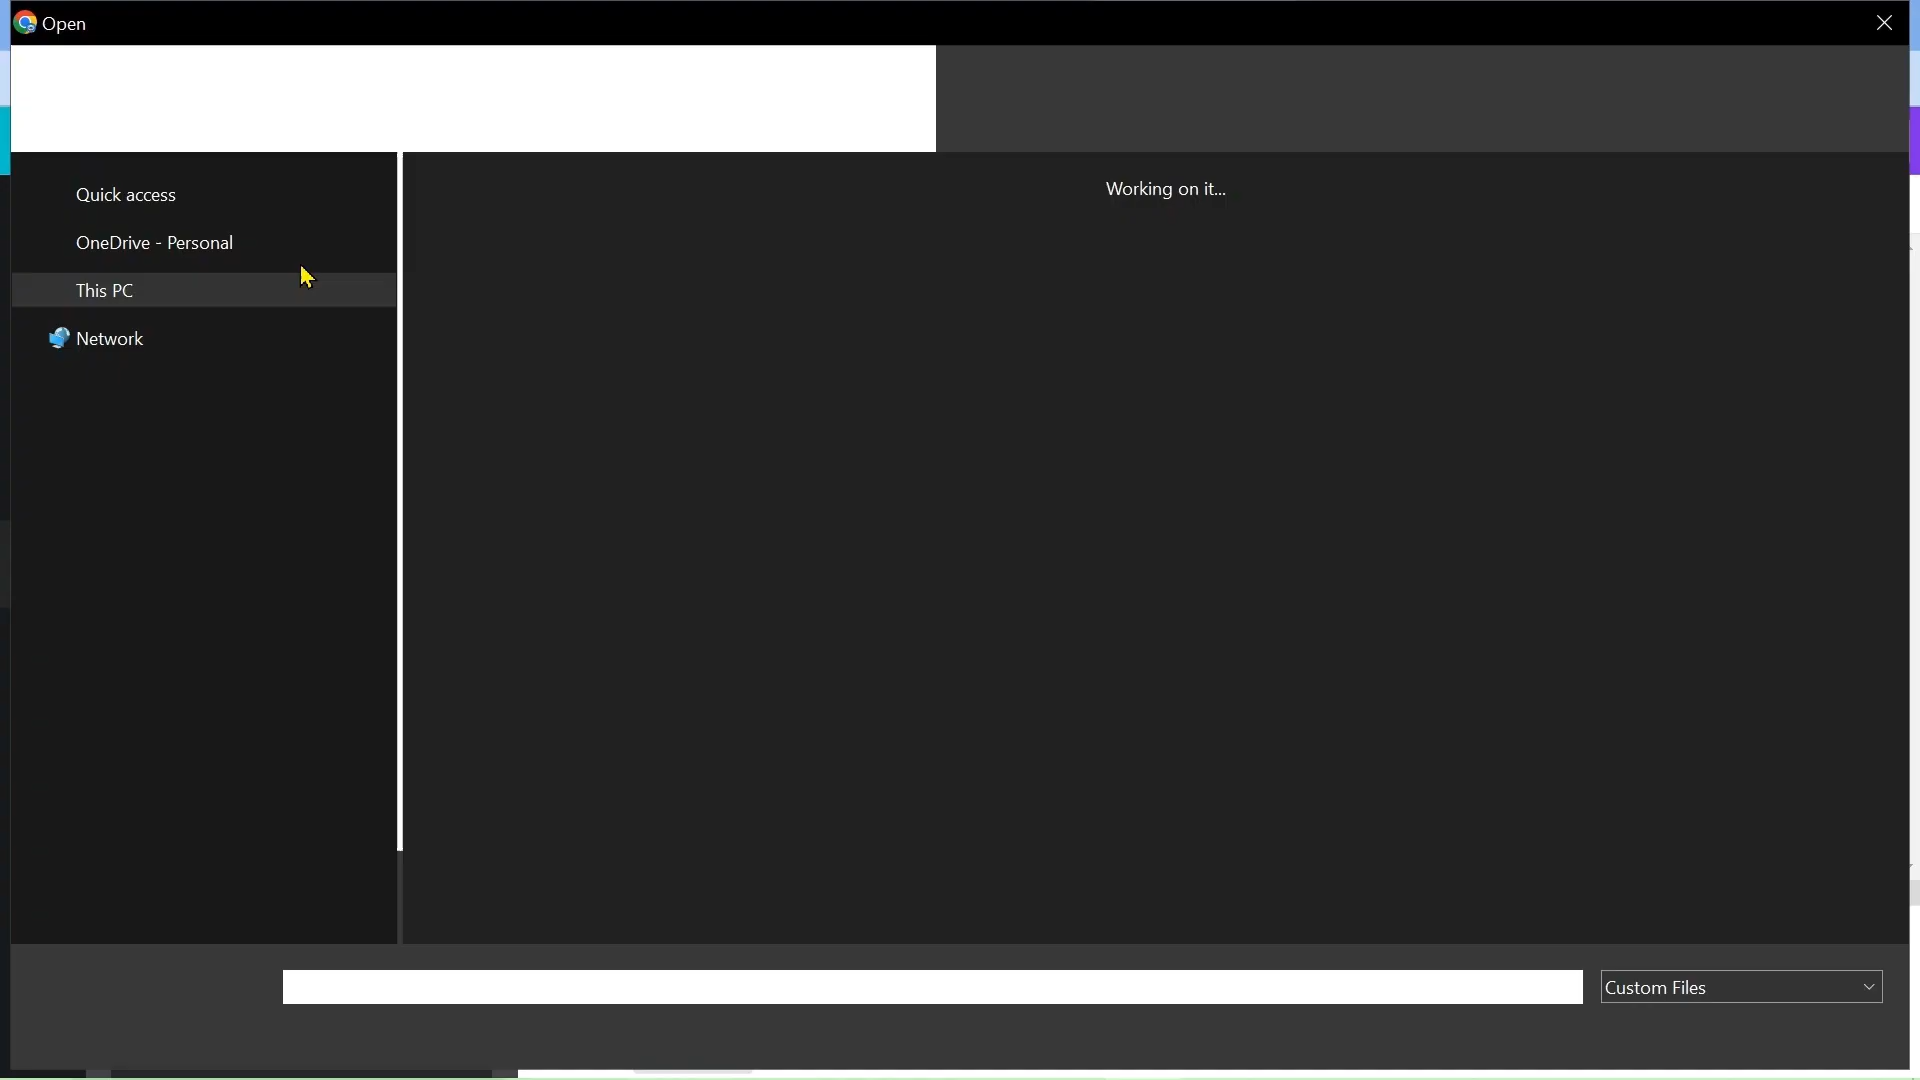 Open
Quick access
OneDrive - Personal
This PC
Network
Working on it...
Custom Files